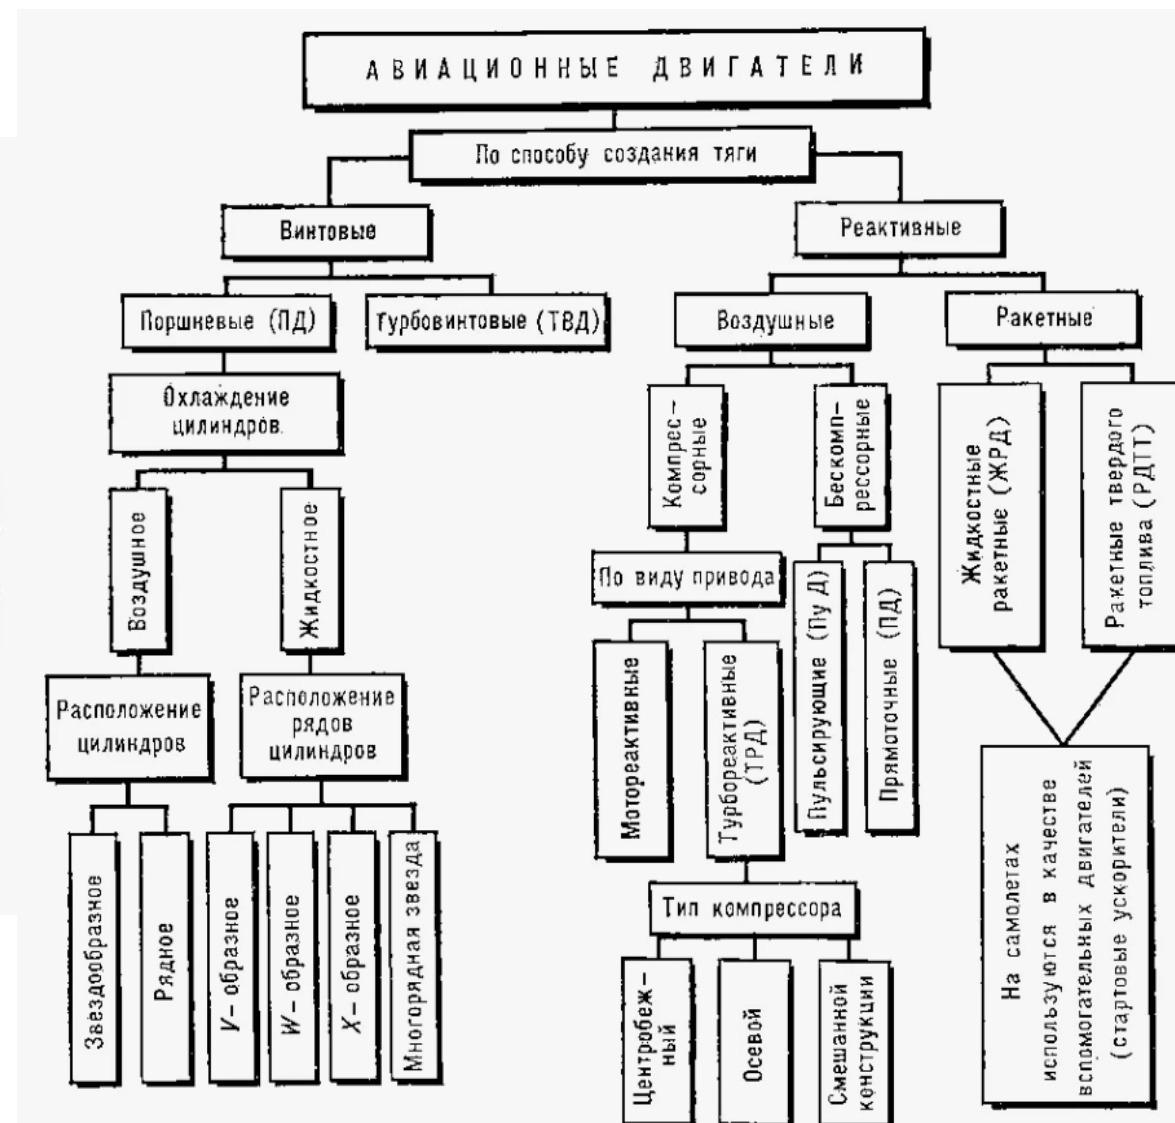 АВИАЦИОННЫЕ ДВИГАТЕЛИ
По способу создания тяги
Винтовые
Реактивные
Поршневые (ПД)
Турбовинтовые (ТВД)
Воздушные
Ракетные
Охлаждение
цилиндров.
Компрес-
сорные
Бескомп-
рессорные
Жидкостные
ракетные (ЖРД)
Ракетные твердого
топлива (РДТТ)
Воздушное
Жидкостное
По виду привода
Пульсирующие (Пу Д)
Прямоточные (ПД)
Мотореактивные
Турбореактивные
(ТРД)
Расположение
цилиндров
Расположение
рядов
цилиндров
Звездообразное
Рядное
V-образное
W-образное
X-образное
Многорядная звезда
Тип компрессора
Центробеж-
ный
Осевой
Смешанной
конструкции
На самолетах
используются в качестве
вспомогательных двигателей
(стартовые ускорители)